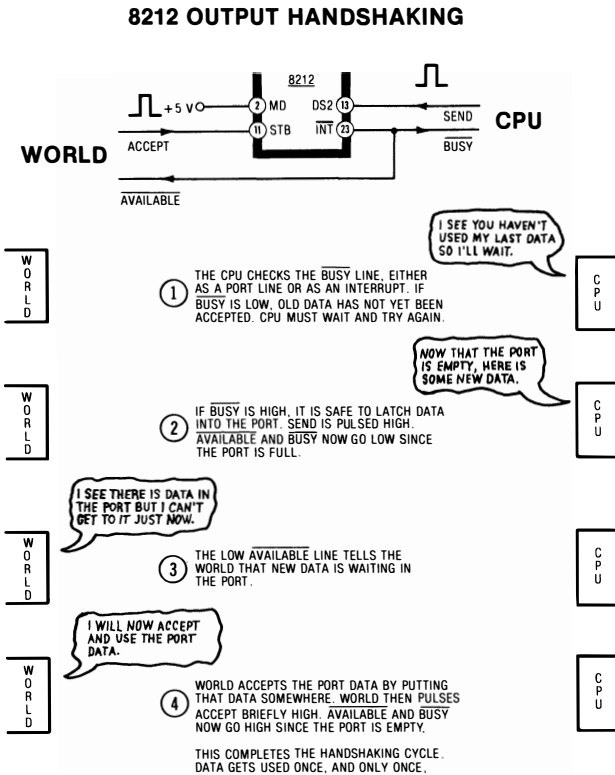 8212 OUTPUT HANDSHAKING
8212
+5 V
2
MD
DS2
13
SEND
CPU
11
STB
INT
23
BUSY
WORLD
ACCEPT
AVAILABLE
I SEE YOU HAVEN'T
USED MY LAST DATA
SO I'LL WAIT.
WORLD
1
THE CPU CHECKS THE BUSY LINE, EITHER
AS A PORT LINE OR AS AN INTERRUPT. IF
BUSY IS LOW, OLD DATA HAS NOT YET BEEN
ACCEPTED. CPU MUST WAIT AND TRY AGAIN.
CPU
NOW THAT THE PORT
IS EMPTY, HERE IS
SOME NEW DATA.
WORLD
2
IF BUSY IS HIGH, IT IS SAFE TO LATCH DATA
INTO THE PORT. SEND IS PULSED HIGH.
AVAILABLE AND BUSY NOW GO LOW SINCE
THE PORT IS FULL.
CPU
I SEE THERE IS DATA IN
THE PORT BUT I CAN'T
GET TO IT JUST NOW.
WORLD
3
THE LOW AVAILABLE LINE TELLS THE
WORLD THAT NEW DATA IS WAITING IN
THE PORT.
CPU
I WILL NOW ACCEPT
AND USE THE PORT
DATA.
WORLD
4
WORLD ACCEPTS THE PORT DATA BY PUTTING
THAT DATA SOMEWHERE. WORLD THEN PULSES
ACCEPT BRIEFLY HIGH. AVAILABLE AND BUSY
NOW GO HIGH SINCE THE PORT IS EMPTY.
CPU
THIS COMPLETES THE HANDSHAKING CYCLE.
DATA GETS USED ONCE, AND ONLY ONCE.